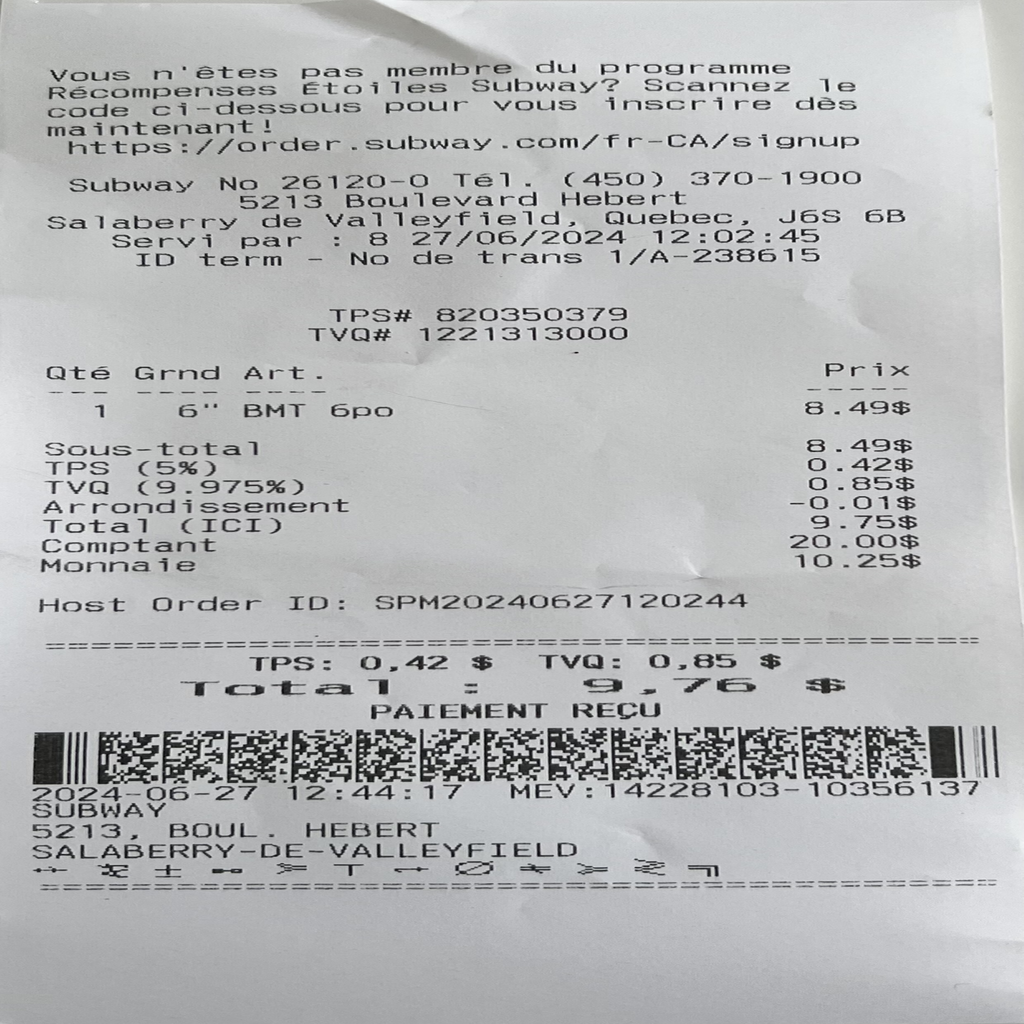 Vous n'êtes pas membre du programme
Récompenses Étoiles Subway? Scannez le
code ci-dessous pour vous inscrire dès
maintenant!
https://order.subway.com/fr-CA/signup
Subway No 26120-0 Tél. (450) 370-1900
5213 Boulevard Hebert
Salaberry de Valleyfield, Quebec, J6S 6B
Servi par : 8 27/06/2024 12:02:45
ID term - No de trans 1/A-238615
TPS# 820350379
TVQ# 1221313000
Qté Grnd Art. Prix
--- ---- ---- -----
1 6" BMT 6po 8.49$
Sous-total 8.49$
TPS (5%) 0.42$
TVQ (9.975%) 0.85$
Arrondissement -0.01$
Total (ICI) 9.75$
Comptant 20.00$
Monnaie 10.25$
Host Order ID: SPM20240627120244
TPS: 0,42 $ TVQ: 0,85 $
Total : 9,76 $
PAIEMENT REÇU
2024-06-27 12:44:17 MEV:14228103-10356137
SUBWAY
5213, BOUL. HEBERT
SALABERRY-DE-VALLEYFIELD